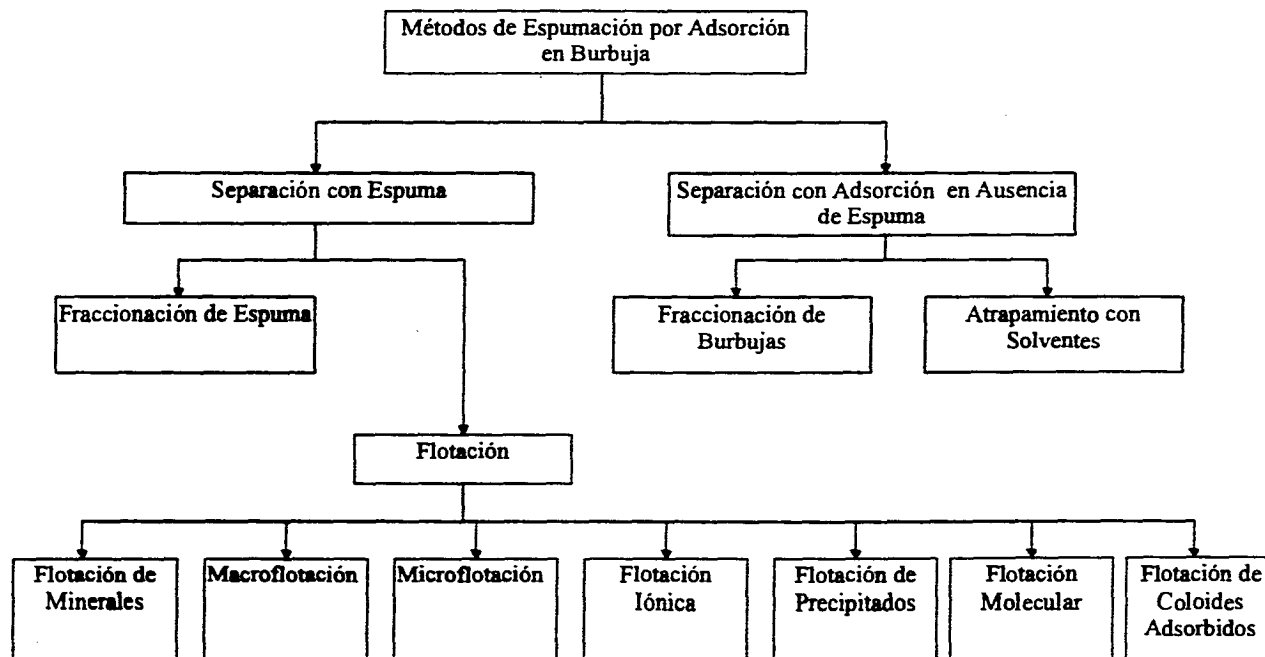 Métodos de Espumación por Adsorción
en Burbuja
Separación con Espuma
Separación con Adsorción en Ausencia
de Espuma
Fraccionación de Espuma
Fraccionación de
Burbujas
Atrapamiento con
Solventes
Flotación
Flotación de
Minerales
Macroflotación
Microflotación
Flotación
Iónica
Flotación de
Precipitados
Flotación
Molecular
Flotación de
Coloides
Adsorbidos